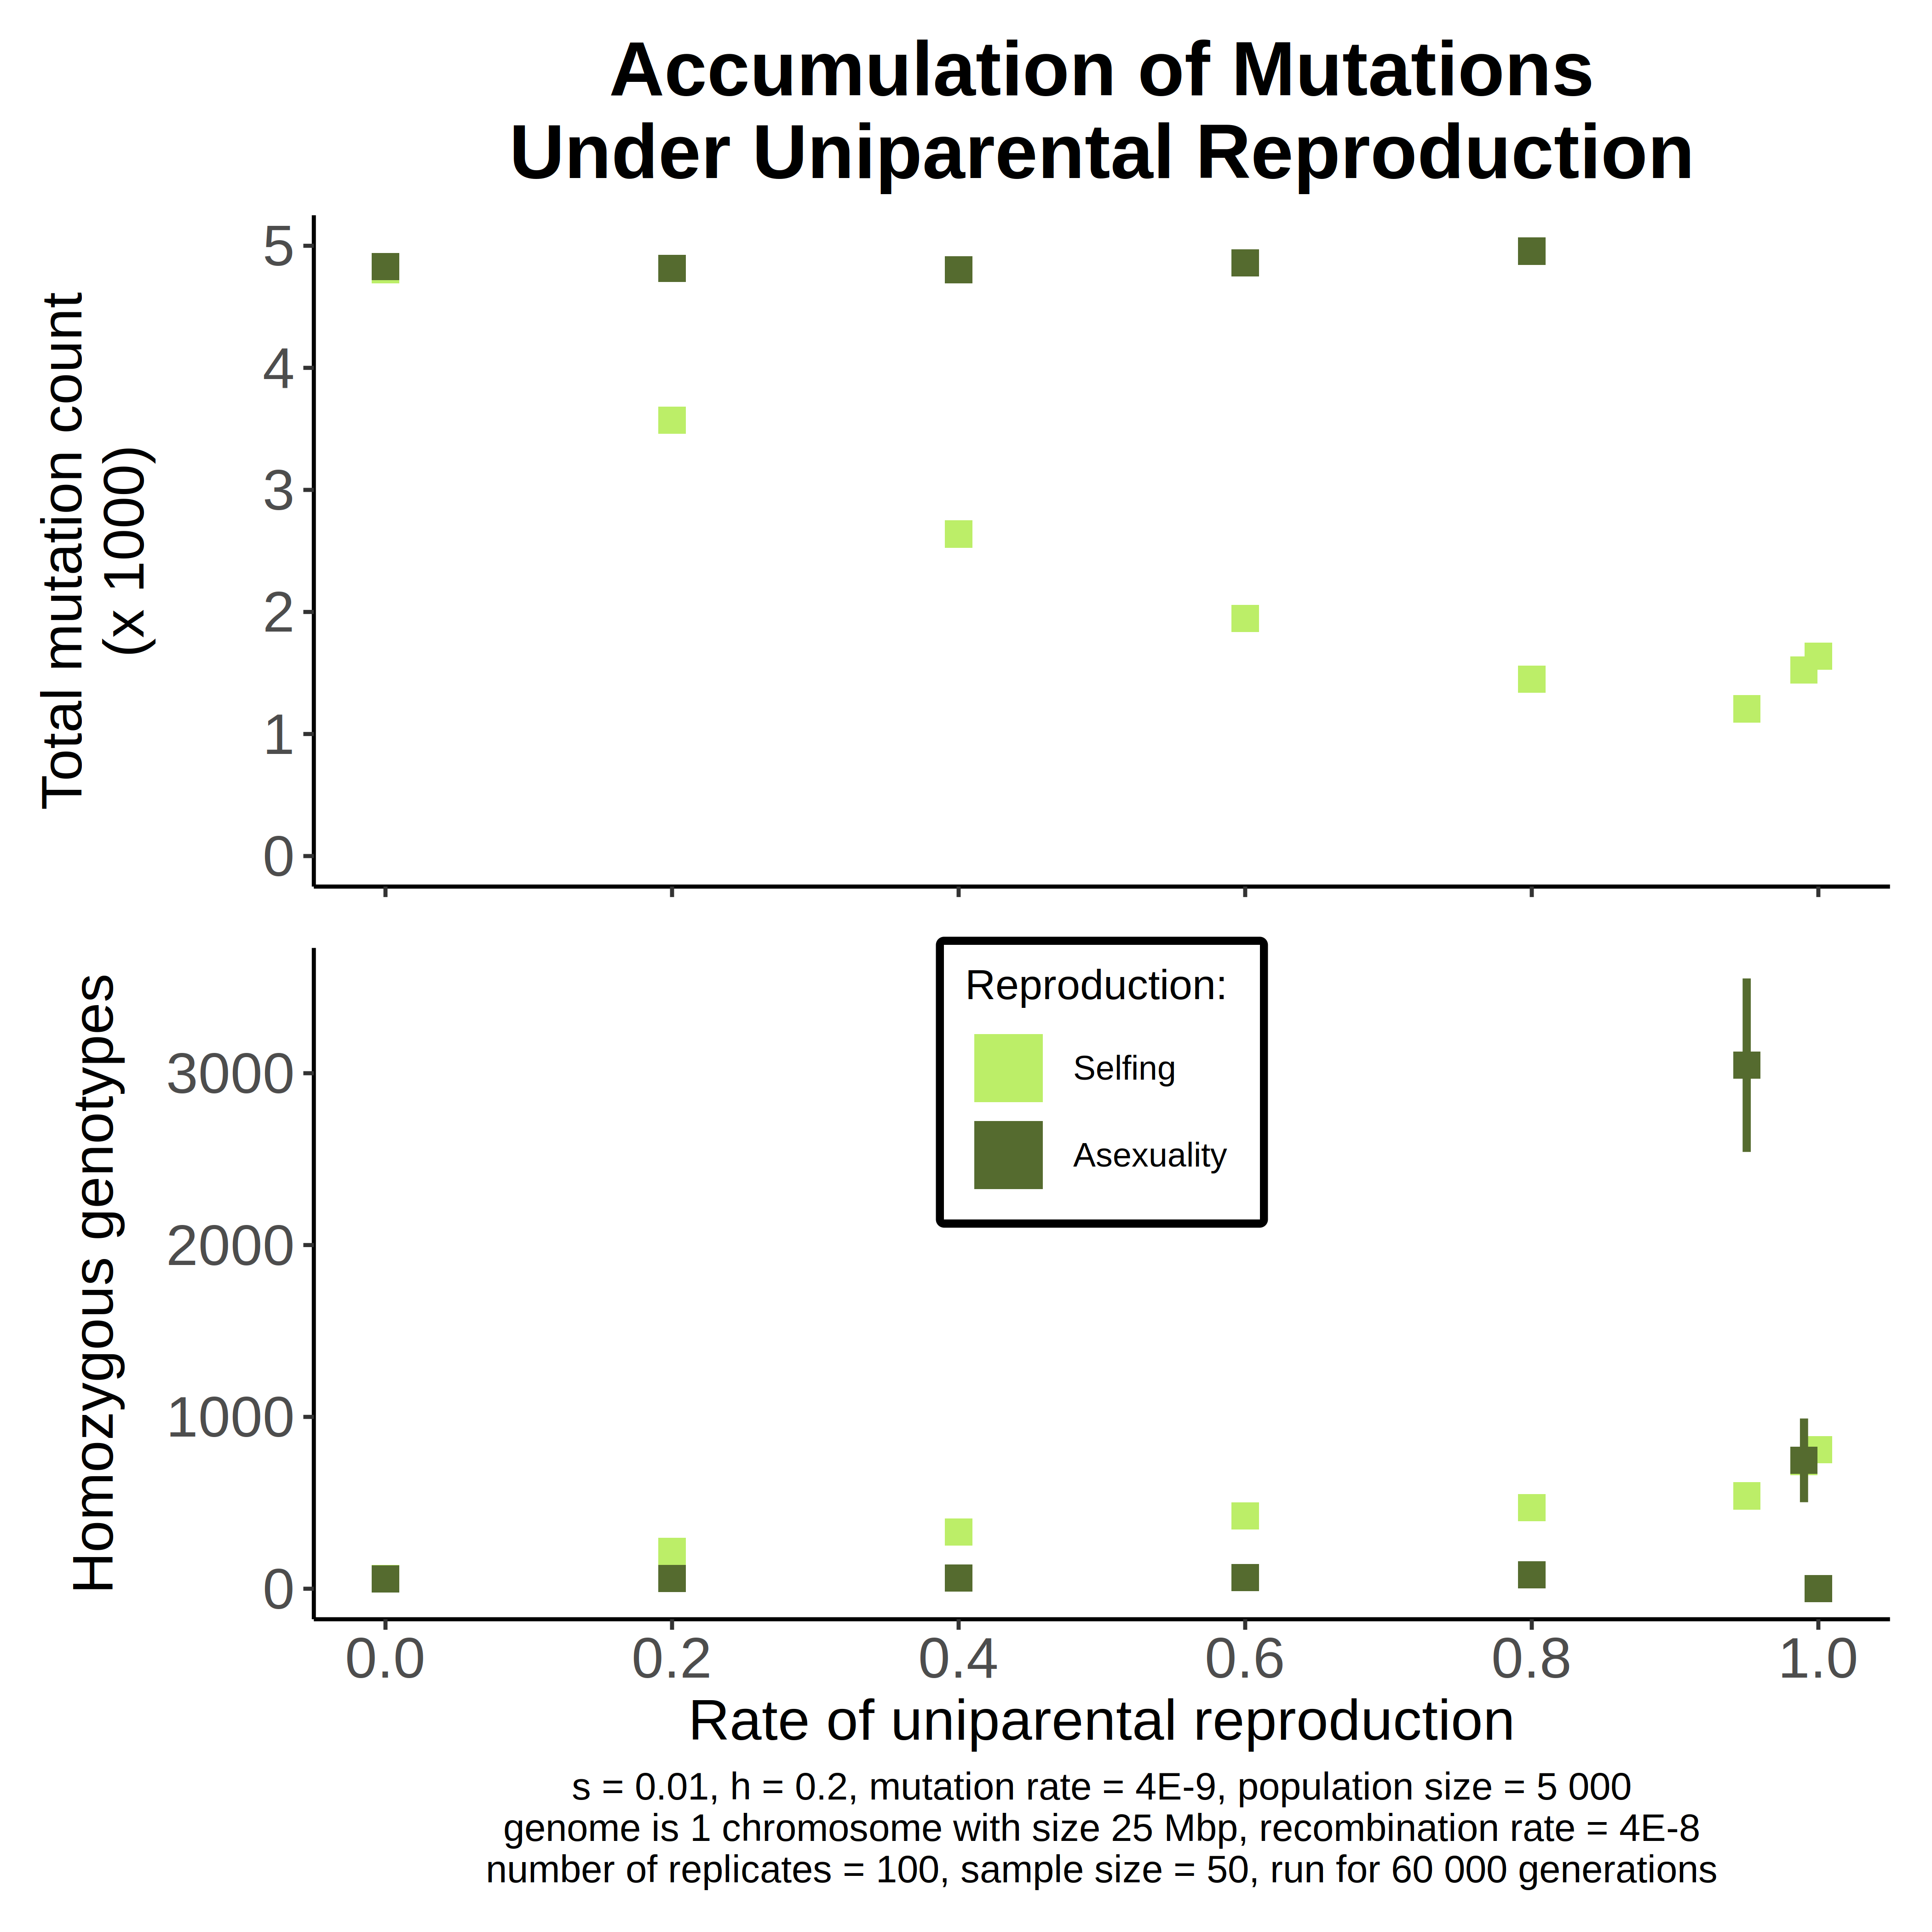 Accumulation of Mutations
Under Uniparental Reproduction
Total mutation count
(x 1000)
5
4
3
2
1
0
Homozygous genotypes
3000
2000
1000
0
Reproduction:
Selfing
Asexuality
0.0
0.2
0.4
0.6
0.8
1.0
Rate of uniparental reproduction
s = 0.01, h = 0.2, mutation rate = 4E-9, population size = 5 000
genome is 1 chromosome with size 25 Mbp, recombination rate = 4E-8
number of replicates = 100, sample size = 50, run for 60 000 generations